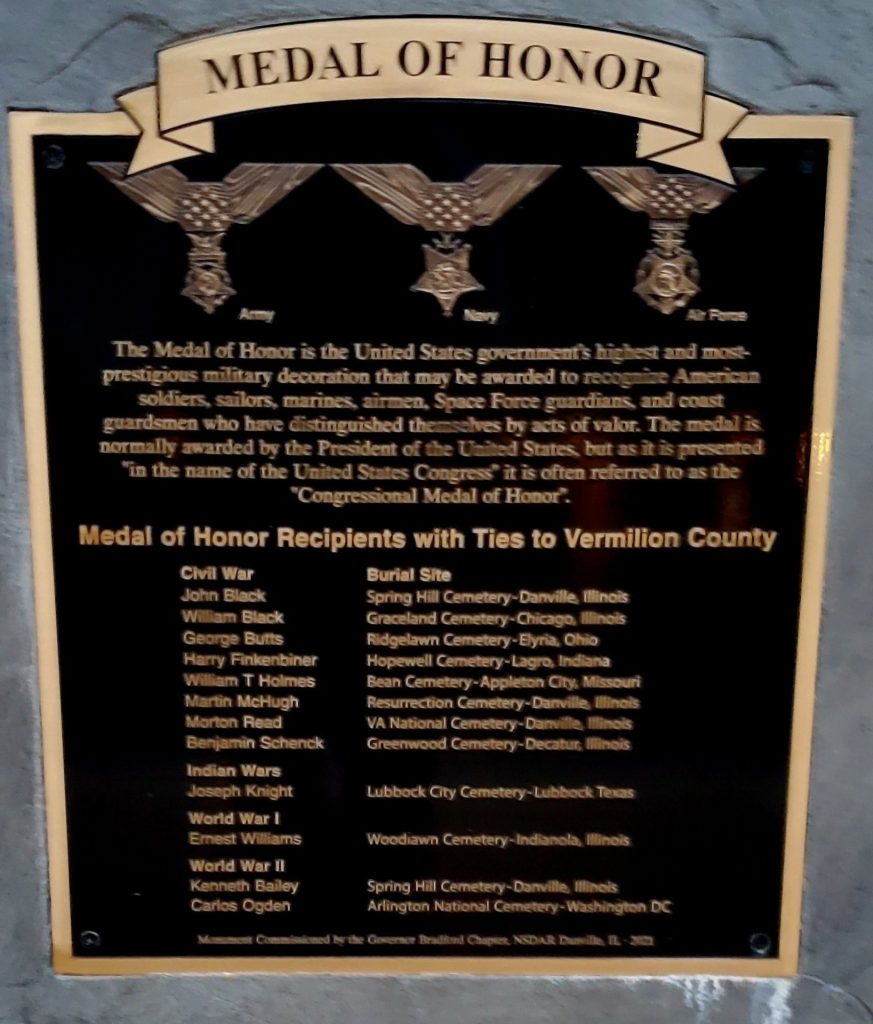 MEDAL OF HONOR
Army Navy Air Force
The Medal of Honor is the United States government's highest and most-
prestigious military decoration that may be awarded to recognize American
soldiers, sailors, marines, airmen, Space Force guardians, and coast
guardsmen who have distinguished themselves by acts of valor. The medal is
normally awarded by the President of the United States, but as it is presented
"in the name of the United States Congress" it is often referred to as the
"Congressional Medal of Honor".
Medal of Honor Recipients with Ties to Vermilion County
Civil War Burial Site
John Black Spring Hill Cemetery-Danville, Illinois
William Black Graceland Cemetery-Chicago, Illinois
George Butts Ridgelawn Cemetery-Elyria, Ohio
Harry Finkenbiner Hopewell Cemetery-Lagro, Indiana
William T Holmes Bean Cemetery-Appleton City, Missouri
Martin McHugh Resurrection Cemetery-Danville, Illinois
Morton Read VA National Cemetery-Danville, Illinois
Benjamin Schenck Greenwood Cemetery-Decatur, Illinois
Indian Wars
Joseph Knight Lubbock City Cemetery-Lubbock Texas
World War I
Ernest Williams Woodlawn Cemetery-Indianola, Illinois
World War II
Kenneth Bailey Spring Hill Cemetery-Danville, Illinois
Carlos Ogden Arlington National Cemetery-Washington DC
Monument Commissioned by the Governor Bradford Chapter, NSDAR Danville, IL -